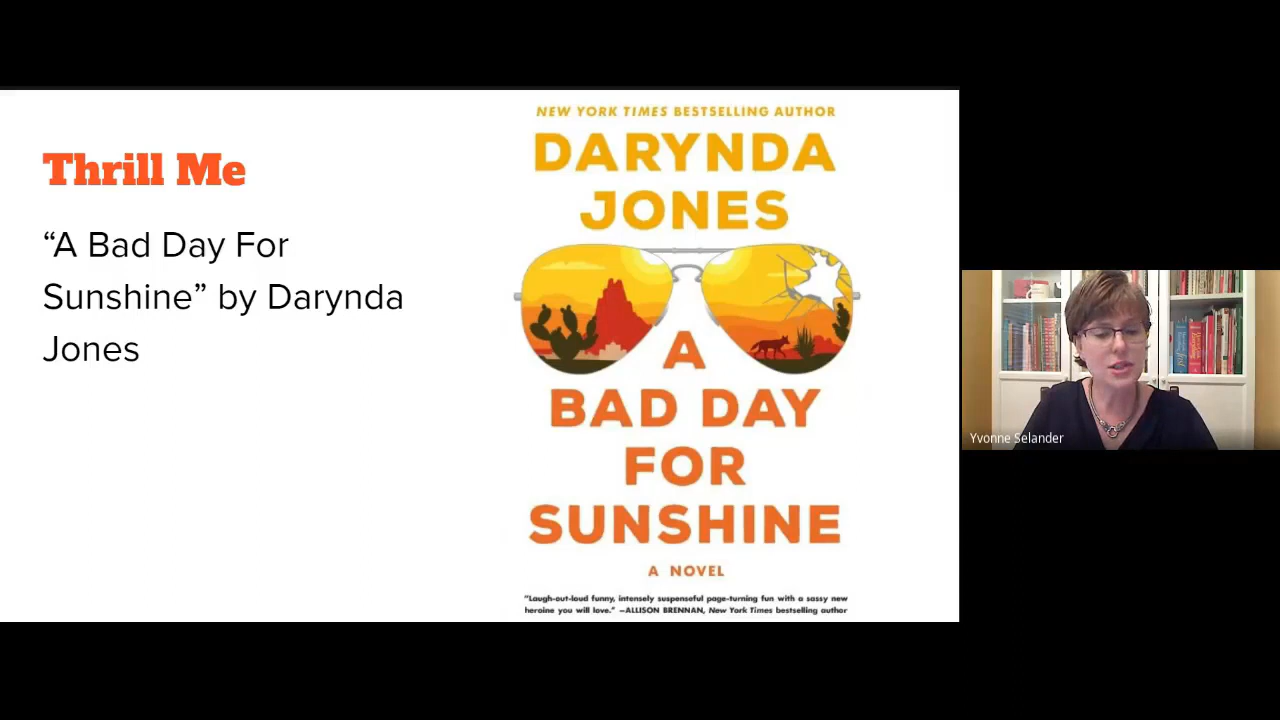 Thrill Me
“A Bad Day For
Sunshine” by Darynda
Jones
NEW YORK TIMES BESTSELLING AUTHOR
DARYNDA
JONES
A
BAD DAY
FOR
SUNSHINE
A NOVEL
"Laugh-out-loud funny, intensely suspenseful page-turning fun with a sassy new
heroine you will love." —ALLISON BRENNAN, New York Times bestselling author
Yvonne Selander